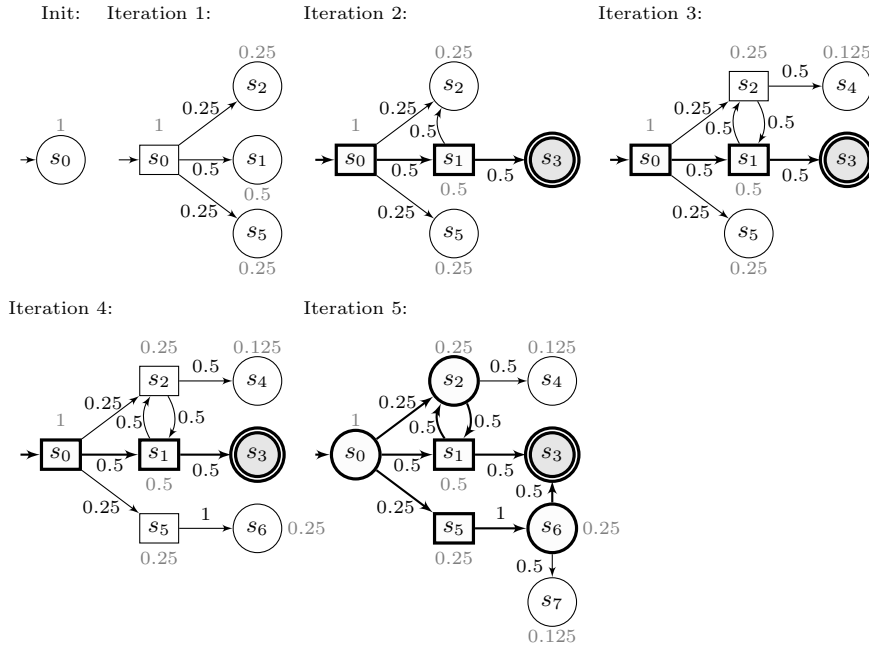 Init: Iteration 1: Iteration 2: Iteration 3:
0.25 0.25 0.25 0.125
s2 s2 s2 0.5 s4
0.25 0.25 0.25
1 1 1 0.5 1 0.5 0.5
s0 s0 0.5 s1 s0 0.5 s1 0.5 s3 s0 0.5 s1 0.5 s3
0.5 0.5 0.5
0.25 0.25 0.25
s5 s5 s5
0.25 0.25 0.25
Iteration 4: Iteration 5:
0.25 0.125 0.25 0.125
s2 0.5 s4 s2 0.5 s4
0.25 0.25
1 0.5 0.5 1 0.5 0.5
s0 0.5 s1 0.5 s3 s0 0.5 s1 0.5 s3
0.5 0.5
0.25 0.25 0.5
s5 1 s6 0.25 s5 1 s6 0.25
0.25 0.25
0.5
s7
0.125